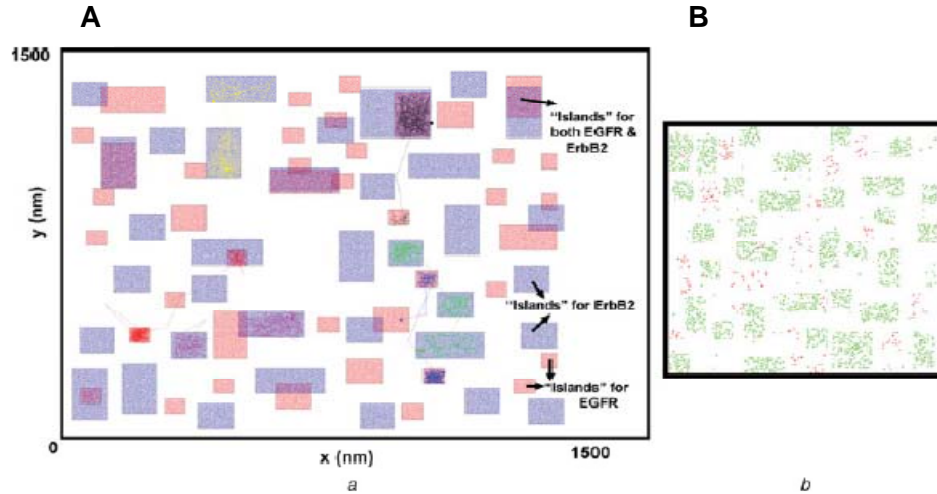 A
B
1500
"Islands" for
both EGFR &
ErbB2
y (nm)
"Islands" for ErbB2
"Islands" for
EGFR
0
x (nm)
1500
a
b